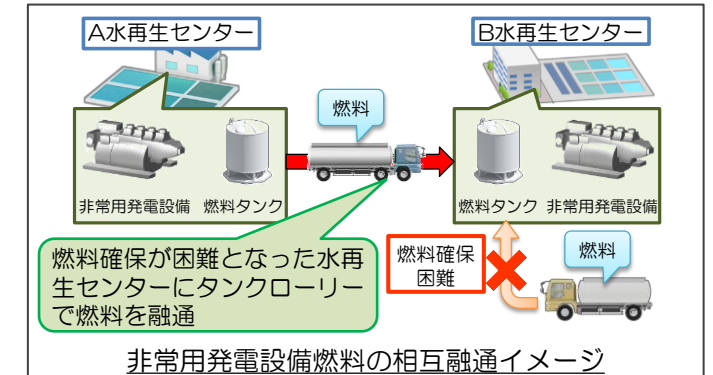 A水再生センター
B水再生センター
燃料
非常用発電設備
燃料タンク
燃料タンク
非常用発電設備
燃料確保が困難となった水再
生センターにタンクローリー
で燃料を融通
燃料確保
困難
燃料
非常用発電設備燃料の相互融通イメージ